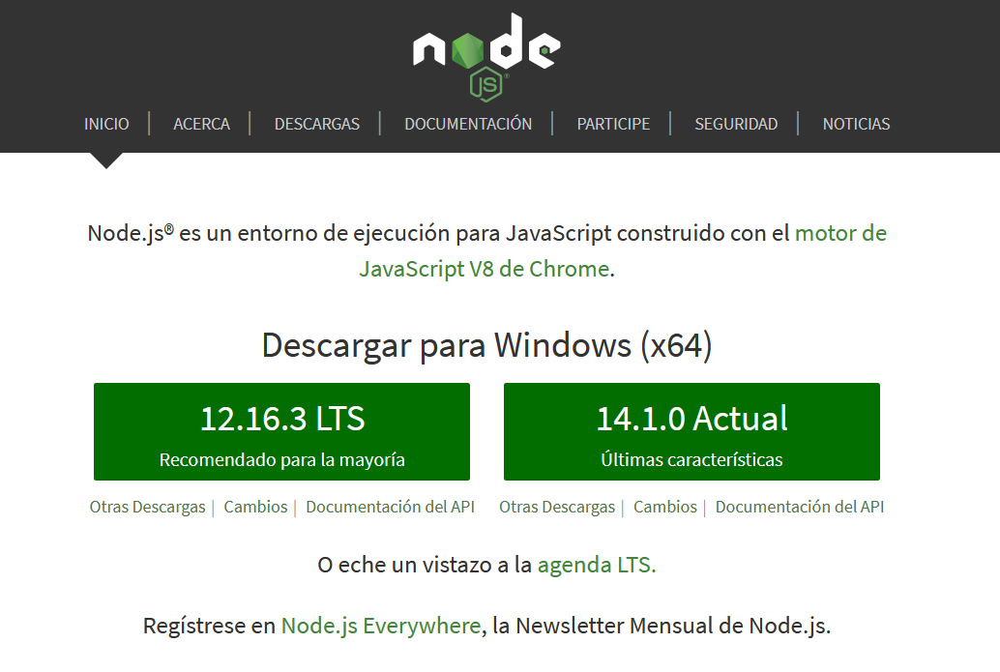 node
JS®
INICIO | ACERCA | DESCARGAS | DOCUMENTACIÓN | PARTICIPE | SEGURIDAD | NOTICIAS
Node.js® es un entorno de ejecución para JavaScript construido con el motor de
JavaScript V8 de Chrome.
Descargar para Windows (x64)
12.16.3 LTS 14.1.0 Actual
Recomendado para la mayoría Últimas características
Otras Descargas | Cambios | Documentación del API Otras Descargas | Cambios | Documentación del API
O eche un vistazo a la agenda LTS.
Regístrese en Node.js Everywhere, la Newsletter Mensual de Node.js.